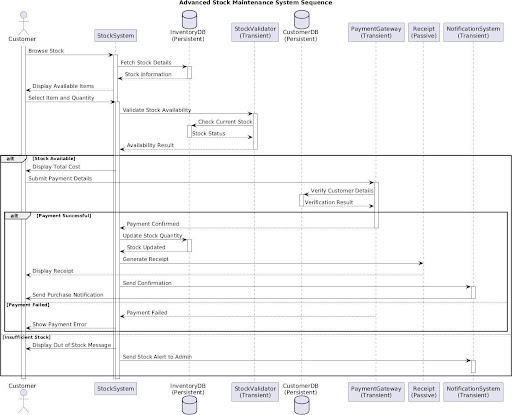 Advanced Stock Maintenance System Sequence
Customer
StockSystem
InventoryDB
(Persistent)
StockValidator
(Transient)
CustomerDB
(Persistent)
PaymentGateway
(Transient)
Receipt
(Passive)
NotificationSystem
(Transient)
Browse Stock
Fetch Stock Details
Stock Information
Display Available Items
Select Item and Quantity
Validate Stock Availability
Check Current Stock
Stock Status
Availability Result
alt [Stock Available]
Display Total Cost
Submit Payment Details
Verify Customer Details
Verification Result
alt [Payment Successful]
Payment Confirmed
Update Stock Quantity
Stock Updated
Generate Receipt
Display Receipt
Send Confirmation
Send Purchase Notification
[Payment Failed]
Payment Failed
Show Payment Error
[Insufficient Stock]
Display Out of Stock Message
Send Stock Alert to Admin
Customer
StockSystem
InventoryDB
(Persistent)
StockValidator
(Transient)
CustomerDB
(Persistent)
PaymentGateway
(Transient)
Receipt
(Passive)
NotificationSystem
(Transient)